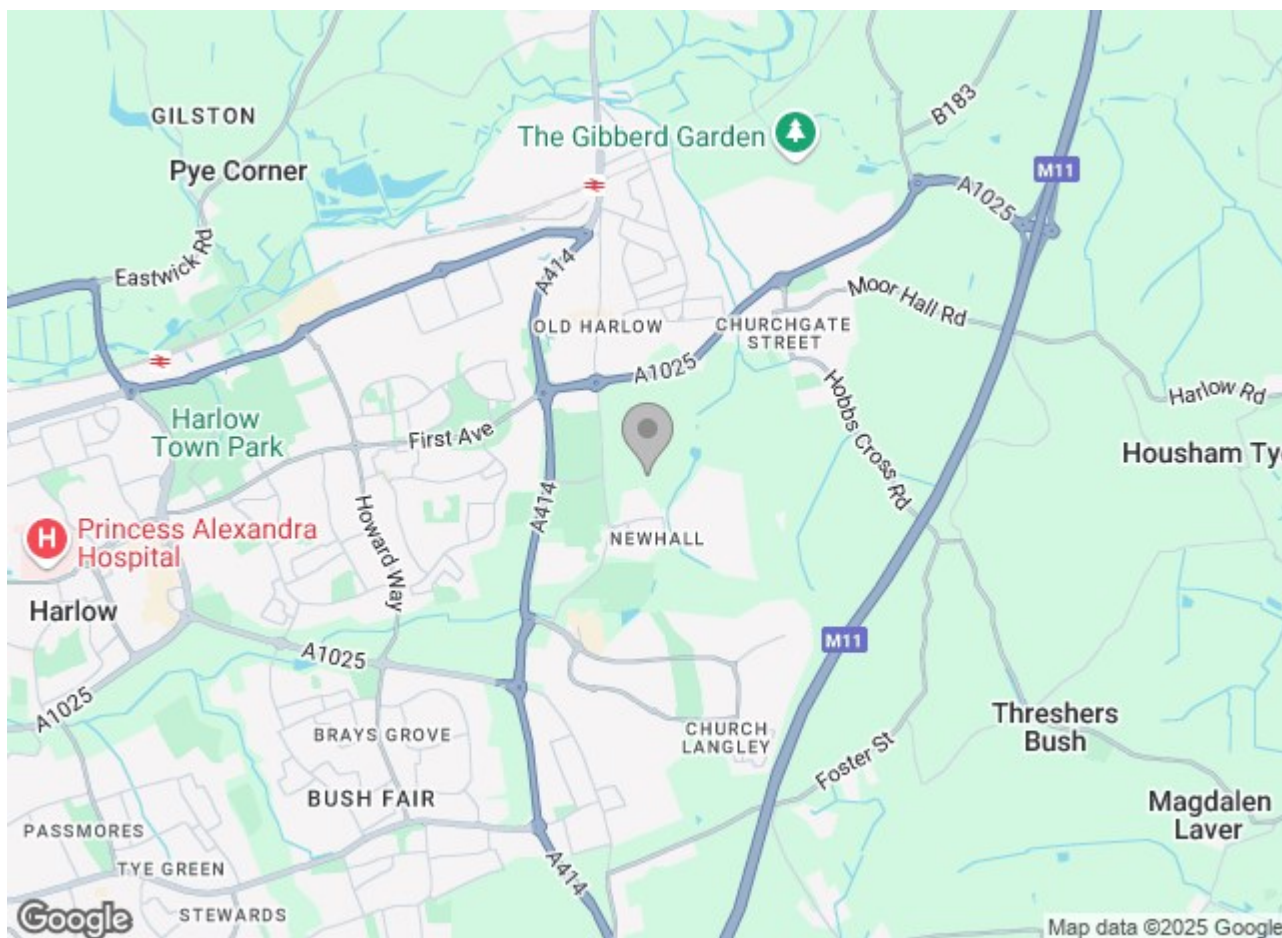 GILSTON
Pye Corner
The Gibberd Garden
B183
M11
A1025
Eastwick Rd
A414
Moor Hall Rd
OLD HARLOW
CHURCHGATE
STREET
A1025
Harlow Rd
Harlow
Town Park
First Ave
Hobbs Cross Rd
Housham Tye
H
Princess Alexandra
Hospital
Howard Way
A414
NEWHALL
Harlow
M11
A1025
A1025
BRAYS GROVE
CHURCH
LANGLEY
Threshers
Bush
Foster St
BUSH FAIR
Magdalen
Laver
PASSMORES
TYE GREEN
A414
STEWARDS
Google
Map data ©2025 Google